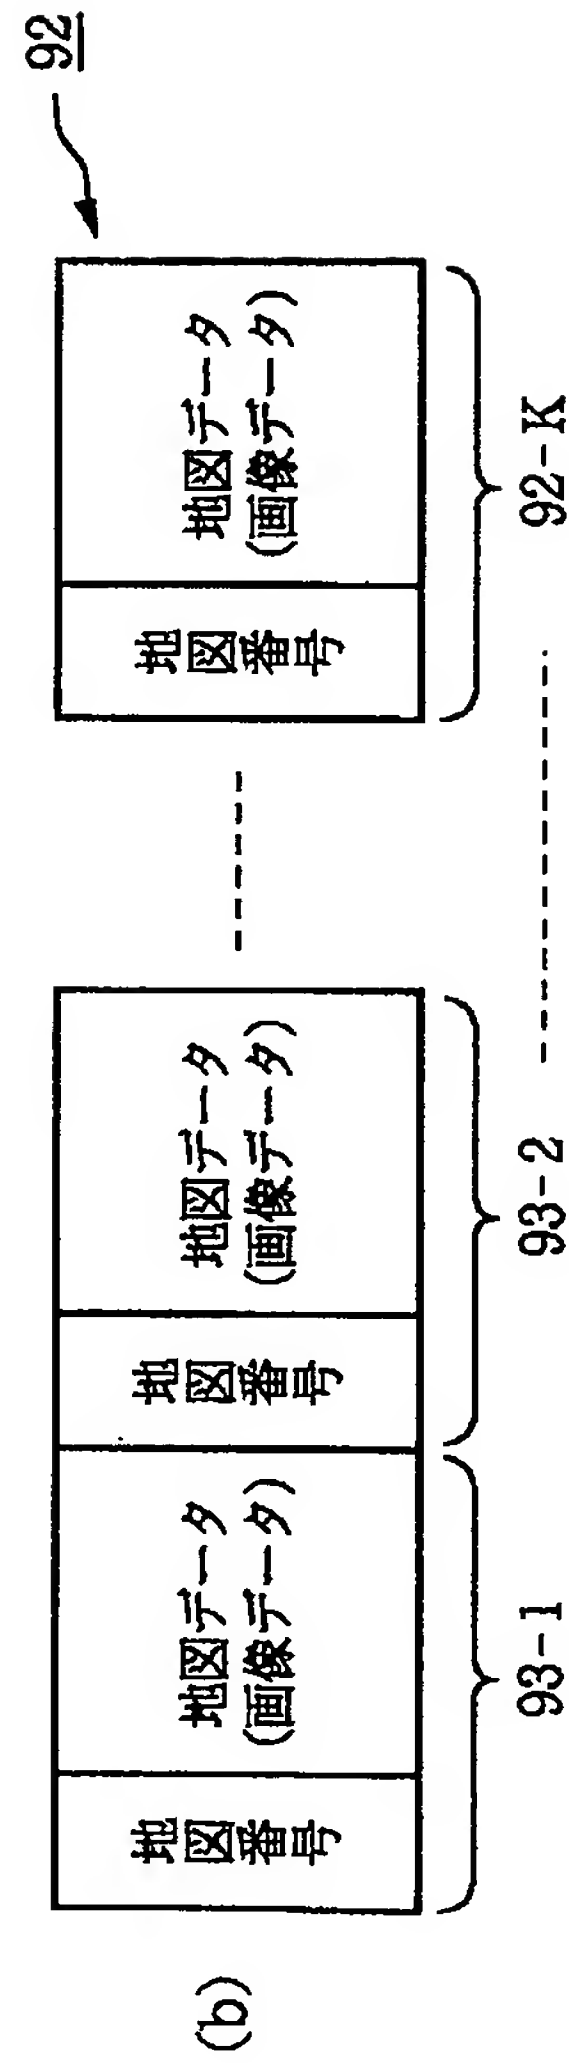 92
(b)
地図番号
地図データ
(画像データ)
地図番号
地図データ
(画像データ)
地図番号
地図データ
(画像データ)
93-1
93-2
92-K